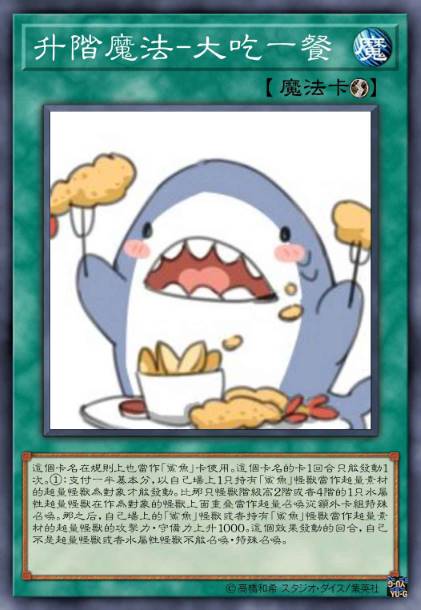 升階魔法-大吃一餐
魔
【魔法卡】
這個卡名在規則上也當作「鯊魚」卡使用。這個卡名的卡1回合只能發動1
次。①：支付一半基本分，以自己場上1只持有「鯊魚」怪獸當作超量素材
的超量怪獸為對象才能發動。比那只怪獸階級高2階或者4階的1只水屬
性超量怪獸在作為對象的怪獸上面重疊當作超量召喚從額外卡組特殊
召喚。那之後，自己場上的「鯊魚」怪獸或者持有「鯊魚」怪獸當作超量素
材的超量怪獸的攻擊力·守備力上升1000。這個效果發動的回合，自己
不是超量怪獸或者水屬性怪獸不能召喚·特殊召喚。
©高橋和希 スタジオ・ダイス/集英社
YU-G